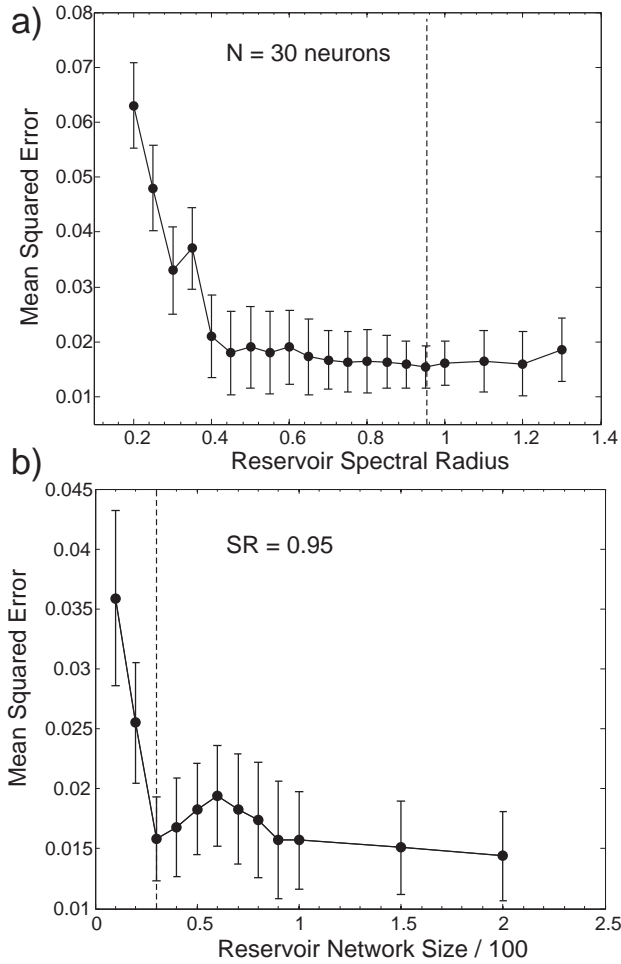 a)
0.08
0.07
0.06
0.05
0.04
0.03
0.02
0.01
Mean Squared Error
N = 30 neurons
0.2 0.4 0.6 0.8 1 1.2 1.4
Reservoir Spectral Radius
b)
0.045
0.04
0.035
0.03
0.025
0.02
0.015
0.01
Mean Squared Error
SR = 0.95
0 0.5 1 1.5 2 2.5
Reservoir Network Size / 100